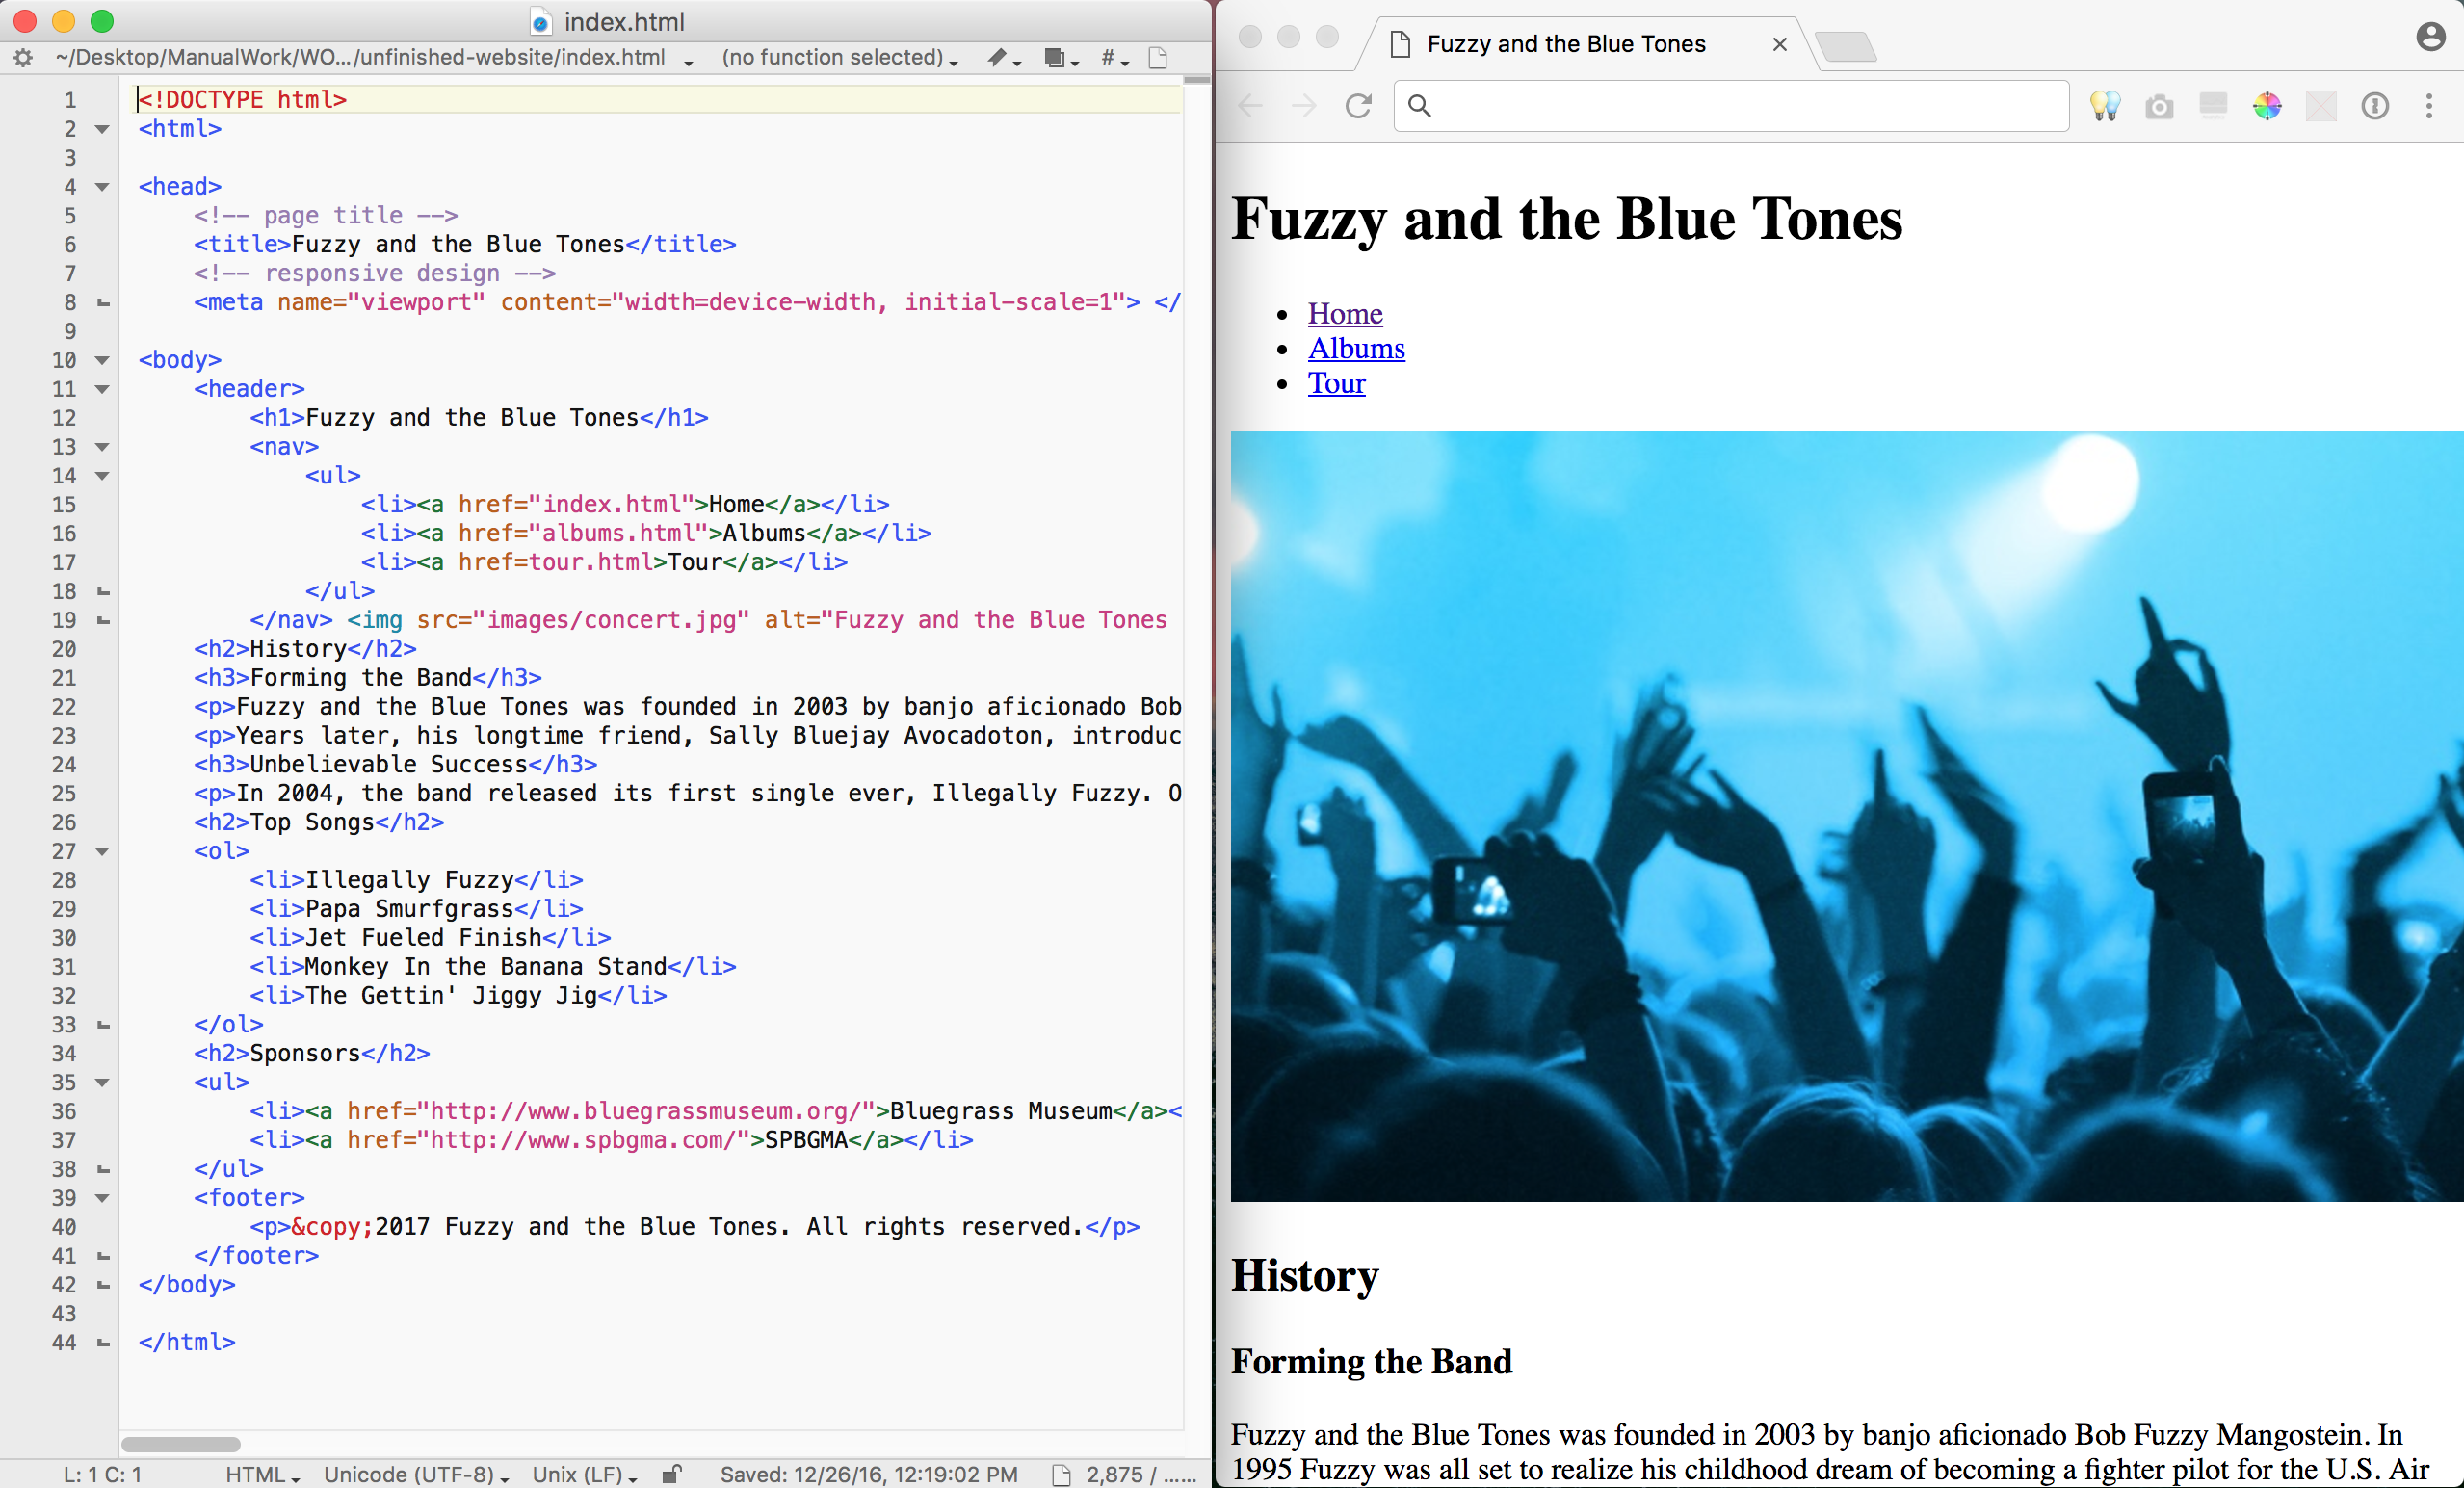 index.html
~/Desktop/ManualWork/WO.../unfinished-website/index.html (no function selected) #
1 <!DOCTYPE html>
2 <html>
3
4 <head>
5 <!-- page title -->
6 <title>Fuzzy and the Blue Tones</title>
7 <!-- responsive design -->
8 <meta name="viewport" content="width=device-width, initial-scale=1"> </
9
10 <body>
11 <header>
12 <h1>Fuzzy and the Blue Tones</h1>
13 <nav>
14 <ul>
15 <li><a href="index.html">Home</a></li>
16 <li><a href="albums.html">Albums</a></li>
17 <li><a href=tour.html>Tour</a></li>
18 </ul>
19 </nav> <img src="images/concert.jpg" alt="Fuzzy and the Blue Tones
20 <h2>History</h2>
21 <h3>Forming the Band</h3>
22 <p>Fuzzy and the Blue Tones was founded in 2003 by banjo aficionado Bob
23 <p>Years later, his longtime friend, Sally Bluejay Avocadoton, introduc
24 <h3>Unbelievable Success</h3>
25 <p>In 2004, the band released its first single ever, Illegally Fuzzy. O
26 <h2>Top Songs</h2>
27 <ol>
28 <li>Illegally Fuzzy</li>
29 <li>Papa Smurfgrass</li>
30 <li>Jet Fueled Finish</li>
31 <li>Monkey In the Banana Stand</li>
32 <li>The Gettin' Jiggy Jig</li>
33 </ol>
34 <h2>Sponsors</h2>
35 <ul>
36 <li><a href="http://www.bluegrassmuseum.org/">Bluegrass Museum</a><
37 <li><a href="http://www.spbgma.com/">SPBGMA</a></li>
38 </ul>
39 <footer>
40 <p>&copy;2017 Fuzzy and the Blue Tones. All rights reserved.</p>
41 </footer>
42 </body>
43
44 </html>
L: 1 C: 1 HTML Unicode (UTF-8) Unix (LF) Saved: 12/26/16, 12:19:02 PM 2,875 / ......
Fuzzy and the Blue Tones
Fuzzy and the Blue Tones
Home
Albums
Tour
History
Forming the Band
Fuzzy and the Blue Tones was founded in 2003 by banjo aficionado Bob Fuzzy Mangostein. In
1995 Fuzzy was all set to realize his childhood dream of becoming a fighter pilot for the U.S. Air